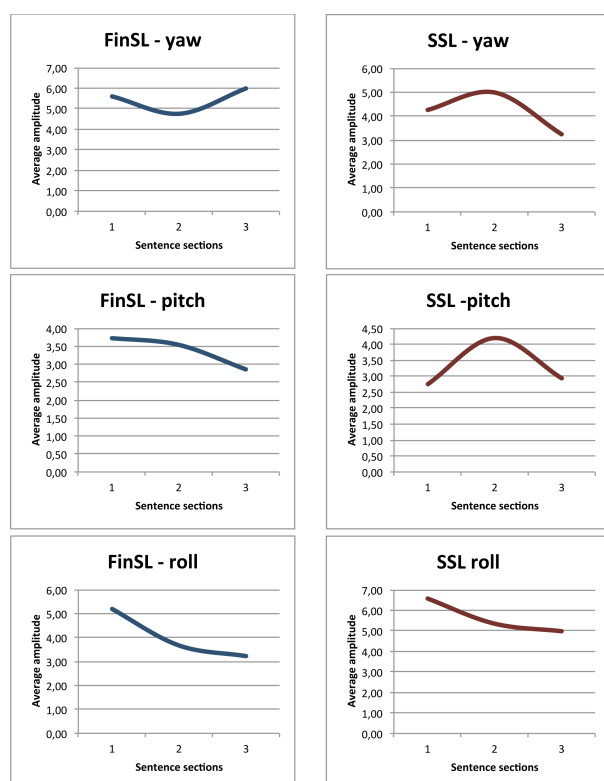 FinSL - yaw
7,00
6,00
5,00
4,00
3,00
2,00
1,00
0,00
Average amplitude
1 2 3
Sentence sections
SSL - yaw
6,00
5,00
4,00
3,00
2,00
1,00
0,00
Average amplitude
1 2 3
Sentence sections
FinSL - pitch
4,00
3,50
3,00
2,50
2,00
1,50
1,00
0,50
0,00
Average amplitude
1 2 3
Sentence sections
SSL -pitch
4,50
4,00
3,50
3,00
2,50
2,00
1,50
1,00
0,50
0,00
Average amplitude
1 2 3
Sentence sections
FinSL - roll
6,00
5,00
4,00
3,00
2,00
1,00
0,00
Average amplitude
1 2 3
Sentence sections
SSL roll
7,00
6,00
5,00
4,00
3,00
2,00
1,00
0,00
Average amplitude
1 2 3
Sentence sections